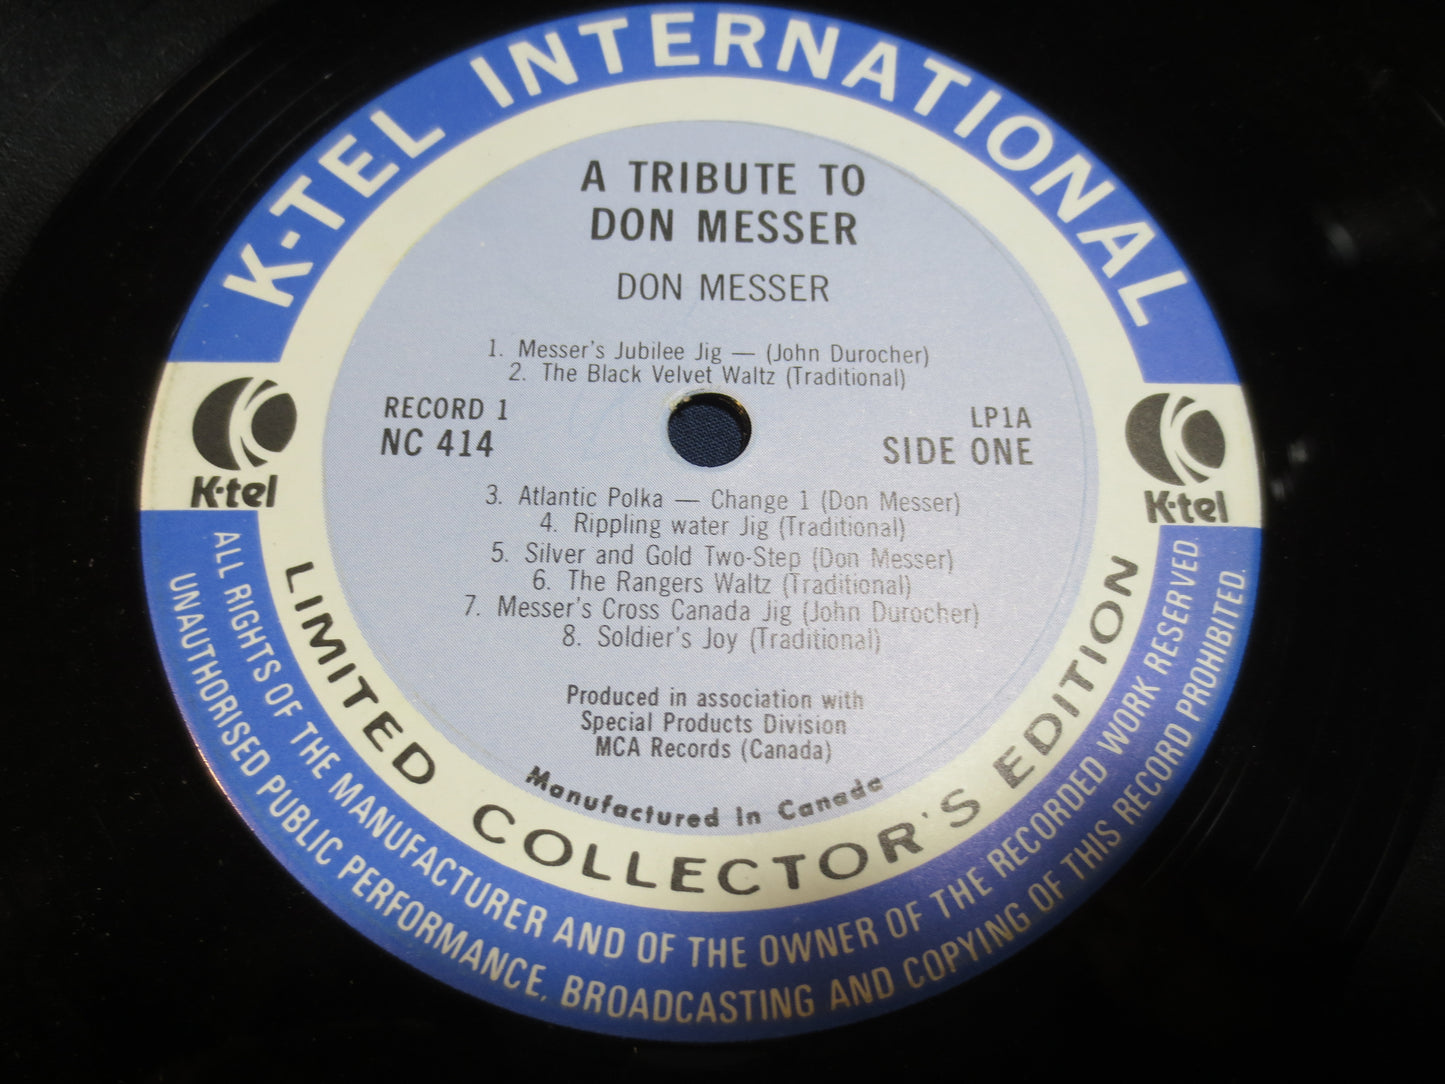 K-TEL INTERNATIONAL
A TRIBUTE TO
DON MESSER
DON MESSER
1. Messer's Jubilee Jig — (John Durocher)
2. The Black Velvet Waltz (Traditional)
RECORD 1
NC 414
LP1A
SIDE ONE
K-tel
K-tel
3. Atlantic Polka — Change 1 (Don Messer)
4. Rippling water Jig (Traditional)
5. Silver and Gold Two-Step (Don Messer)
6. The Rangers Waltz (Traditional)
7. Messer's Cross Canada Jig (John Durocher)
8. Soldier's Joy (Traditional)
Produced in association with
Special Products Division
MCA Records (Canada)
Manufactured in Canada
LIMITED COLLECTOR'S EDITION
ALL RIGHTS OF THE MANUFACTURER AND OF THE OWNER OF THE RECORDED WORK RESERVED.
UNAUTHORISED PUBLIC PERFORMANCE, BROADCASTING AND COPYING OF THIS RECORD PROHIBITED.